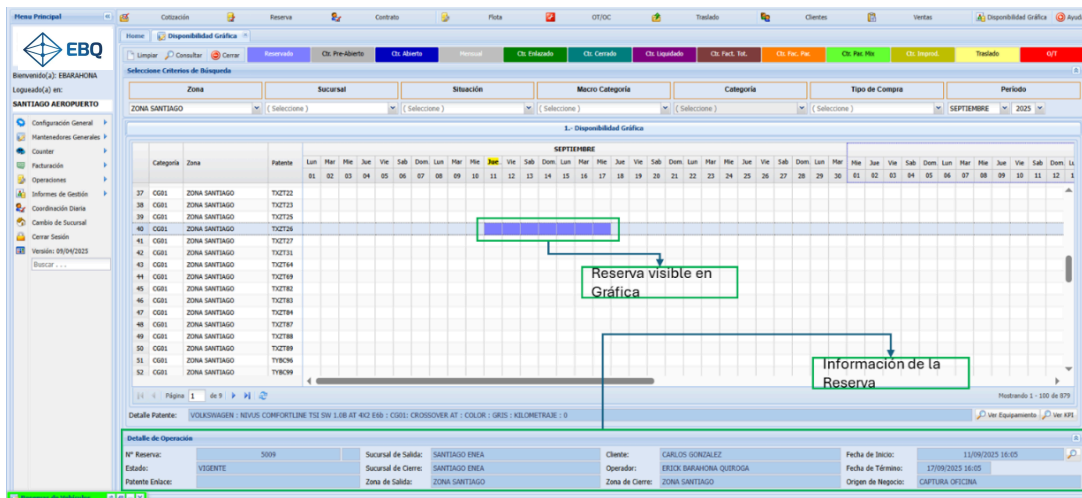 Menu Principal
Cotización Reserva Contrato Flota OT/OC Traslado Clientes Ventas Disponibilidad Gráfica Ayuda
Home Disponibilidad Gráfica
EBQ
Limpiar Consultar Cerrar Reservado Ctr. Pre-Abierto Ctr. Abierto Mensual Ctr. Enlazado Ctr. Cerrado Ctr. Liquidado Ctr. Fact. Tot. Ctr. Fac. Par. Ctr. Par. Mix Ctr. Improd. Traslado O/T
Bienvenido(a): EBARAHONA
Logueado(a) en:
SANTIAGO AEROPUERTO
Configuración General
Mantenedores Generales
Counter
Facturación
Operaciones
Informes de Gestión
Coordinación Diaria
Cambio de Sucursal
Cerrar Sesión
Versión: 09/04/2025
Buscar . . .
Seleccione Criterios de Búsqueda
Zona Sucursal Situación Macro Categoría Categoría Tipo de Compra Período
ZONA SANTIAGO ( Seleccione ) ( Seleccione ) ( Seleccione ) ( Seleccione ) ( Seleccione ) SEPTIEMBRE 2025
1.- Disponibilidad Gráfica
SEPTIEMBRE
Categoría Zona Patente Lun Mar Mie Jue Vie Sab Dom Lun Mar Mie Jue Vie Sab Dom Lun Mar Mie Jue Vie Sab Dom Lun Mar Mie Jue Vie Sab Dom Lun Mar Mie Jue Vie Sab Dom Lun Mar Mie Jue Vie Sab Dom
01 02 03 04 05 06 07 08 09 10 11 12 13 14 15 16 17 18 19 20 21 22 23 24 25 26 27 28 29 30 01 02 03 04 05 06 07 08 09 10 11 12
37 CG01 ZONA SANTIAGO TXZT22
38 CG01 ZONA SANTIAGO TXZT23
39 CG01 ZONA SANTIAGO TXZT25
40 CG01 ZONA SANTIAGO TXZT26
41 CG01 ZONA SANTIAGO TXZT27
42 CG01 ZONA SANTIAGO TXZT31
43 CG01 ZONA SANTIAGO TXZT64
44 CG01 ZONA SANTIAGO TXZT69
45 CG01 ZONA SANTIAGO TXZT82
46 CG01 ZONA SANTIAGO TXZT83
47 CG01 ZONA SANTIAGO TXZT84
48 CG01 ZONA SANTIAGO TXZT87
49 CG01 ZONA SANTIAGO TXZT88
50 CG01 ZONA SANTIAGO TXZT89
51 CG01 ZONA SANTIAGO TYBC96
52 CG01 ZONA SANTIAGO TYBC99
Reserva visible en
Gráfica
Información de la
Reserva
Página 1 de 9 Mostrando 1 - 100 de 879
Detalle Patente: VOLKSWAGEN : NIVUS COMFORTLINE TSI SW 1.0B AT 4X2 E6b : CG01: CROSSOVER AT : COLOR : GRIS : KILOMETRAJE : 0 Ver Equipamiento Ver KPI
Detalle de Operación
N° Reserva: 5009 Sucursal de Salida: SANTIAGO ENEA Cliente: CARLOS GONZALEZ Fecha de Inicio: 11/09/2025 16:05
Estado: VIGENTE Sucursal de Cierre: SANTIAGO ENEA Operador: ERICK BARAHONA QUIROGA Fecha de Término: 17/09/2025 16:05
Patente Enlace: Zona de Salida: ZONA SANTIAGO Zona de Cierre: ZONA SANTIAGO Origen de Negocio: CAPTURA OFICINA